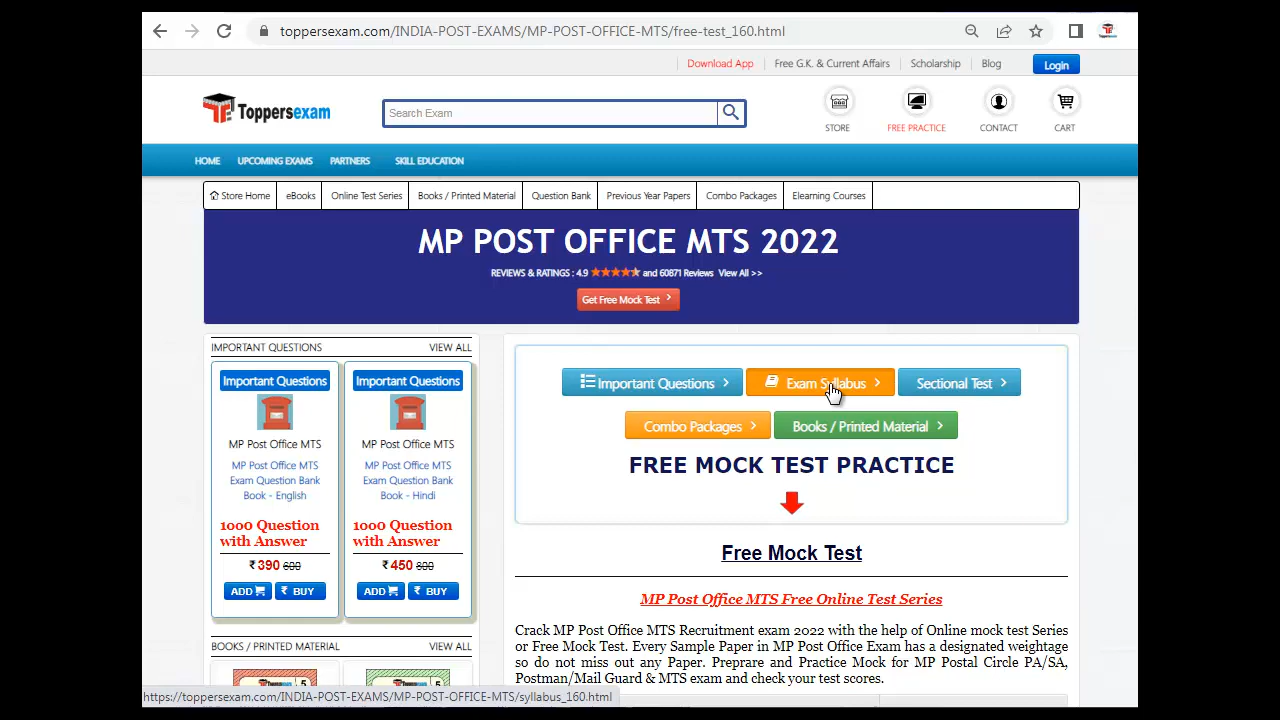 toppersexam.com/INDIA-POST-EXAMS/MP-POST-OFFICE-MTS/free-test_160.html
Download App
Free G.K. & Current Affairs
Scholarship
Blog
Login
Toppersexam
Search Exam
STORE
FREE PRACTICE
CONTACT
CART
HOME
UPCOMING EXAMS
PARTNERS
SKILL EDUCATION
Store Home
eBooks
Online Test Series
Books / Printed Material
Question Bank
Previous Year Papers
Combo Packages
Elearning Courses
MP POST OFFICE MTS 2022
REVIEWS & RATINGS : 4.9 and 60871 Reviews View All >>
Get Free Mock Test
IMPORTANT QUESTIONS
VIEW ALL
Important Questions
MP Post Office MTS
MP Post Office MTS
Exam Question Bank
Book - English
1000 Question
with Answer
₹ 390 600
ADD
₹ BUY
Important Questions
MP Post Office MTS
MP Post Office MTS
Exam Question Bank
Book - Hindi
1000 Question
with Answer
₹ 450 600
ADD
₹ BUY
BOOKS / PRINTED MATERIAL
VIEW ALL
5
5
Important Questions
Exam Syllabus
Sectional Test
Combo Packages
Books / Printed Material
FREE MOCK TEST PRACTICE
Free Mock Test
MP Post Office MTS Free Online Test Series
Crack MP Post Office MTS Recruitment exam 2022 with the help of Online mock test Series
or Free Mock Test. Every Sample Paper in MP Post Office Exam has a designated weightage
so do not miss out any Paper. Preprare and Practice Mock for MP Postal Circle PA/SA,
Postman/Mail Guard & MTS exam and check your test scores.
https://toppersexam.com/INDIA-POST-EXAMS/MP-POST-OFFICE-MTS/syllabus_160.html